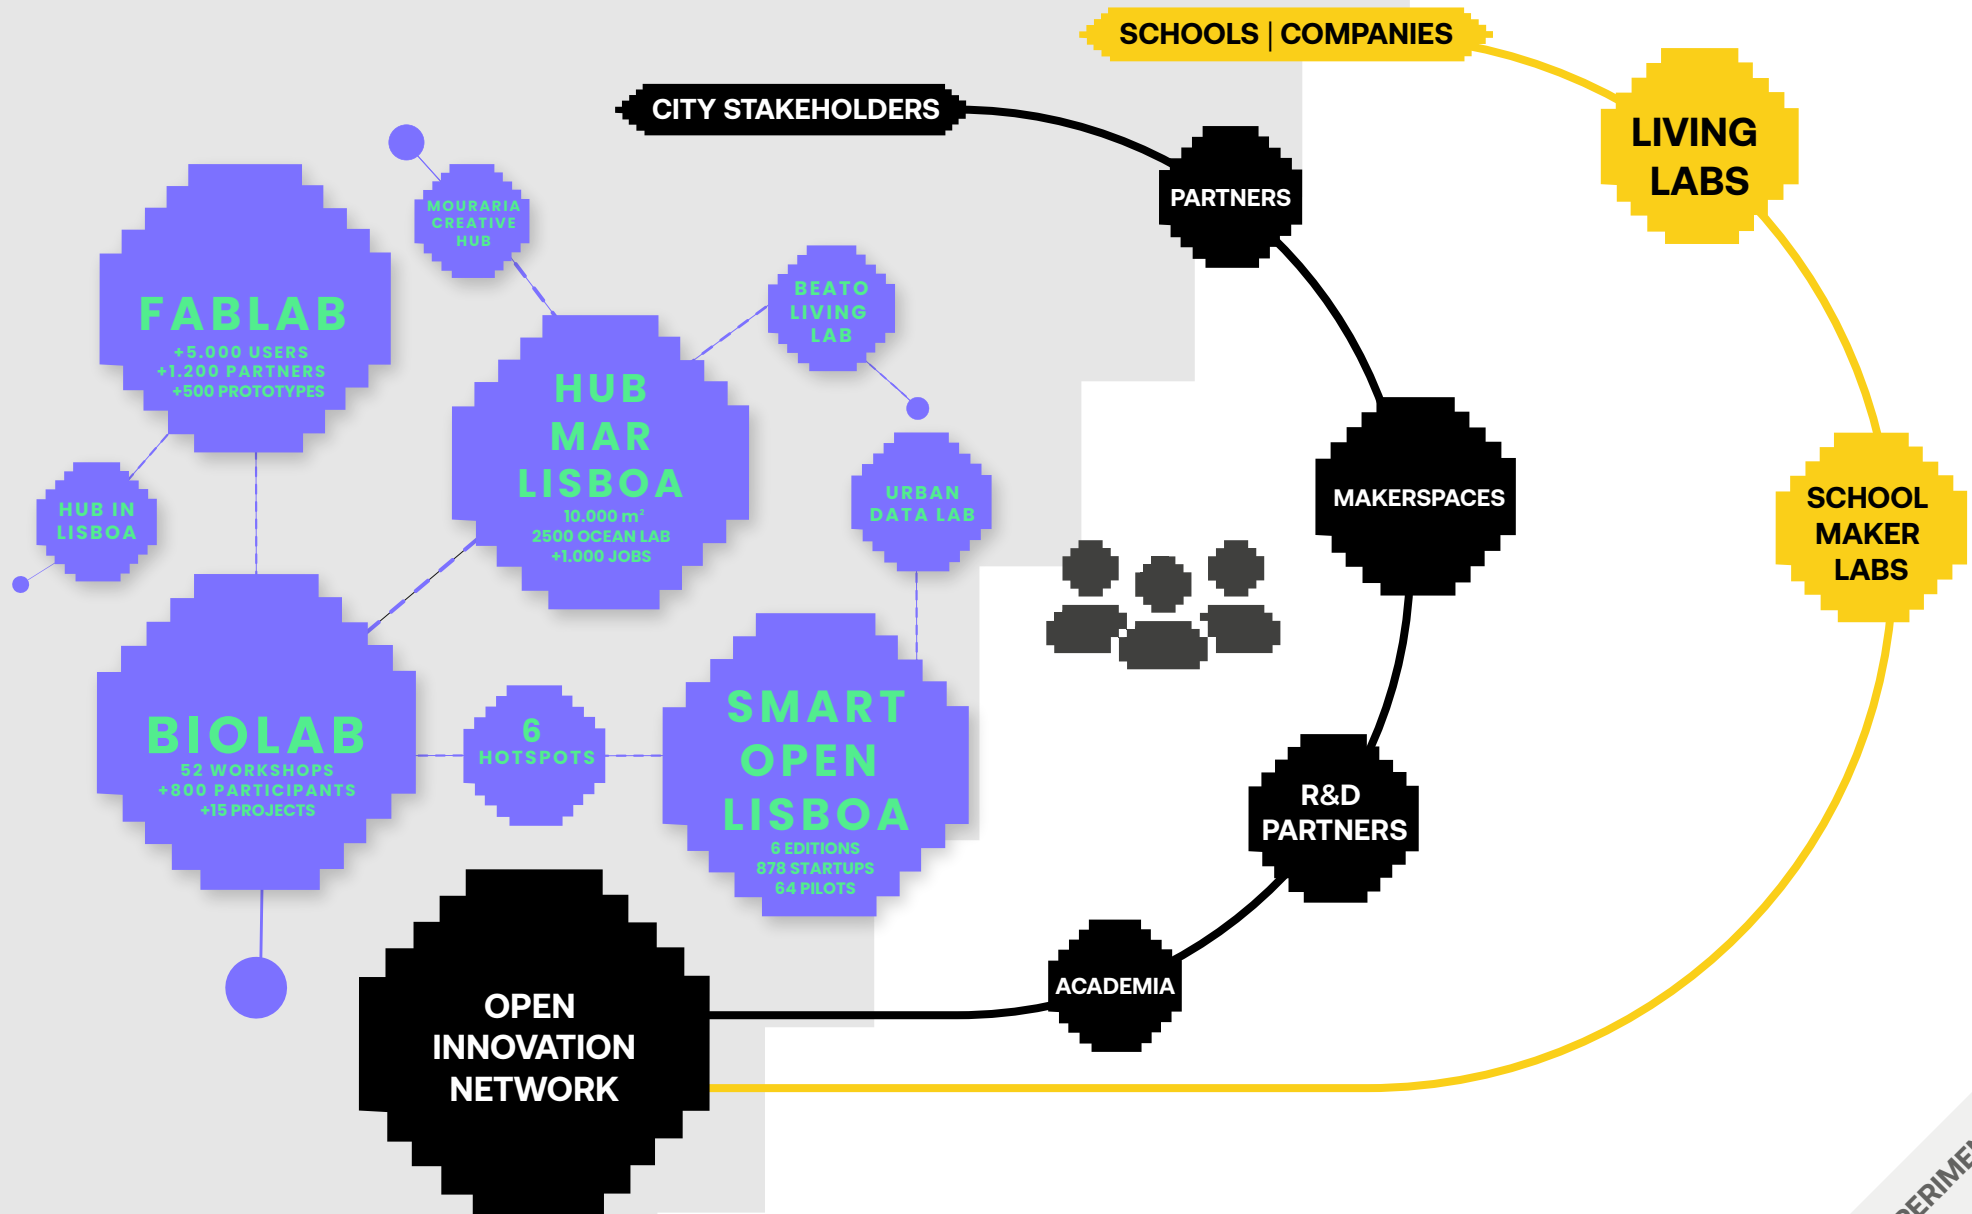 SCHOOLS | COMPANIES
CITY STAKEHOLDERS
LIVING
LABS
PARTNERS
MOURARIA
CREATIVE
HUB
FABLAB
+5.000 USERS
+1.200 PARTNERS
+500 PROTOTYPES
BEATO
LIVING
LAB
HUB
MAR
LISBOA
10.000 m²
2500 OCEAN LAB
+1.000 JOBS
URBAN
DATA LAB
HUB IN
LISBOA
MAKERSPACES
SCHOOL
MAKER
LABS
BIOLAB
52 WORKSHOPS
+800 PARTICIPANTS
+15 PROJECTS
6
HOTSPOTS
SMART
OPEN
LISBOA
6 EDITIONS
878 STARTUPS
64 PILOTS
R&D
PARTNERS
ACADEMIA
OPEN
INNOVATION
NETWORK